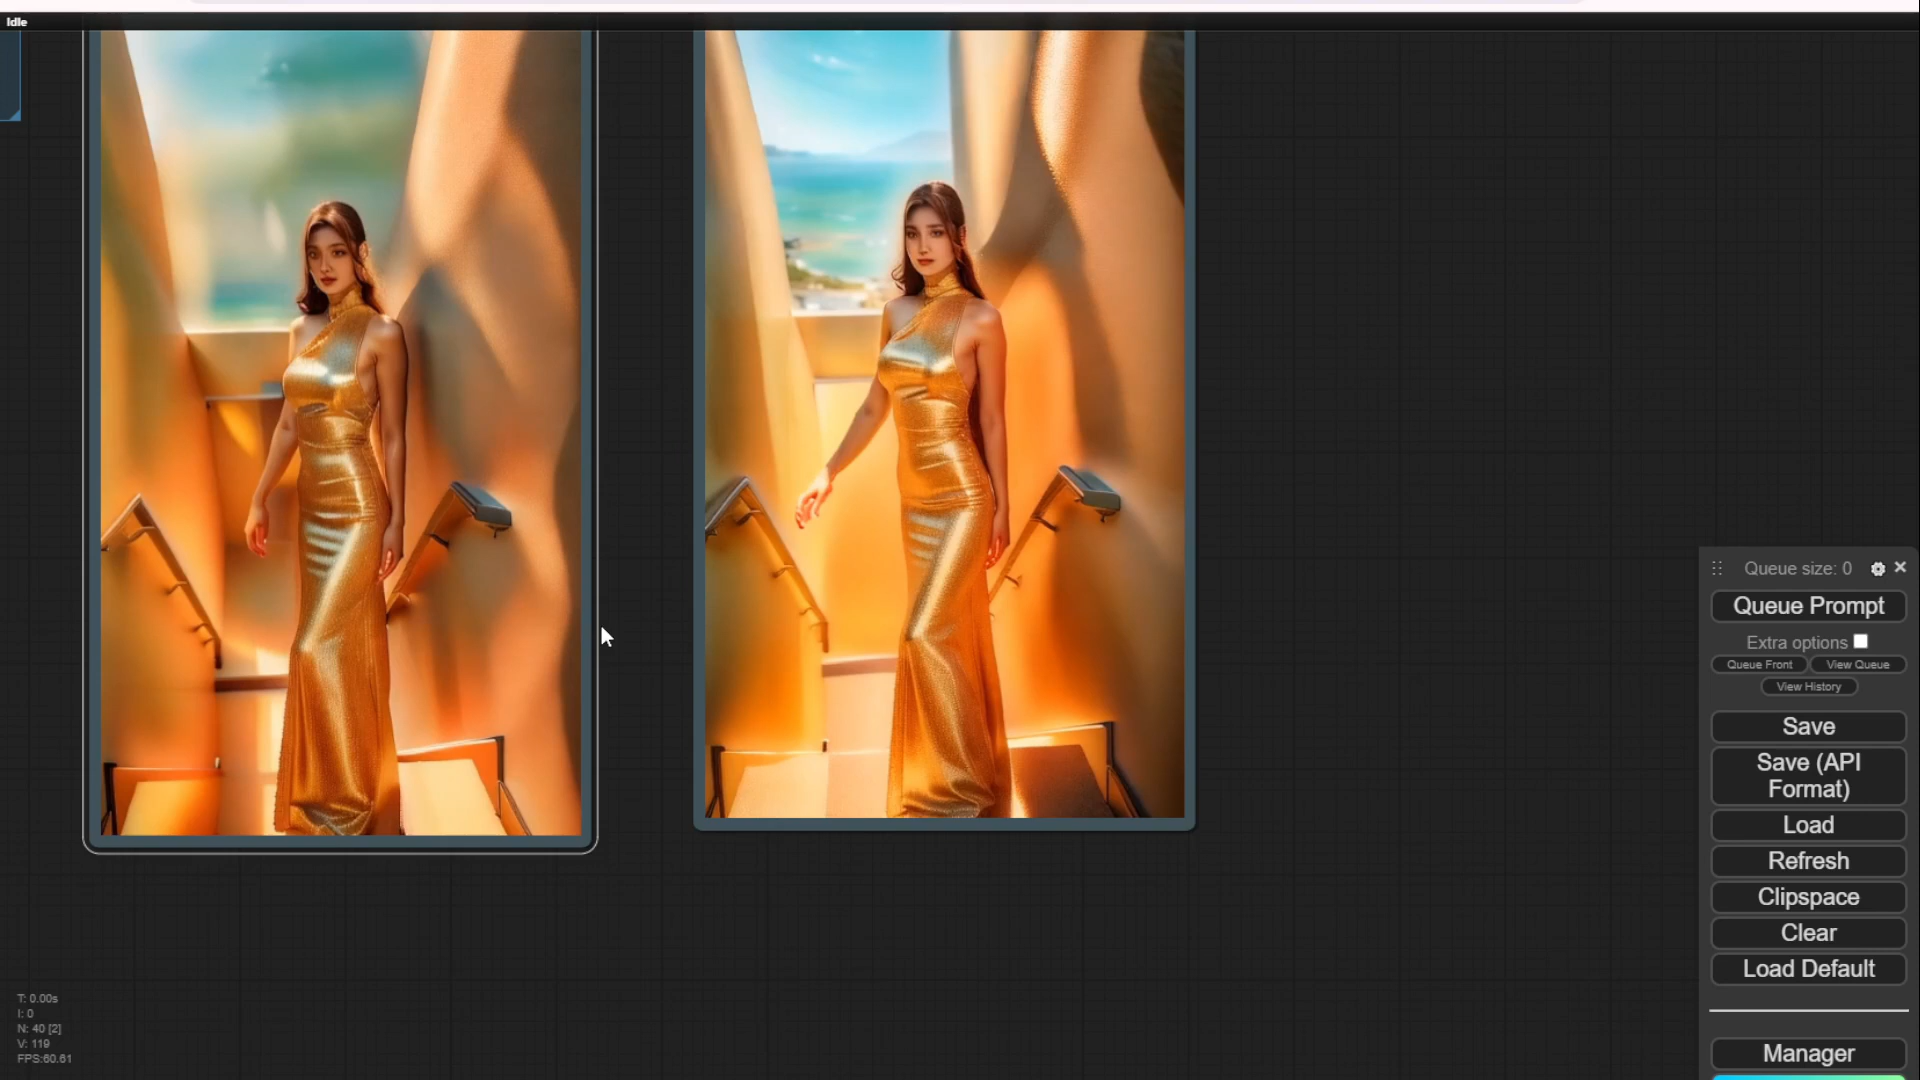 Idle
Queue size: 0
Queue Prompt
Extra options
Queue Front
View Queue
View History
Save
Save (API
Format)
Load
Refresh
Clipspace
Clear
Load Default
Manager
T: 0.00s
I: 0
N: 40 [2]
V: 119
FPS:60.61